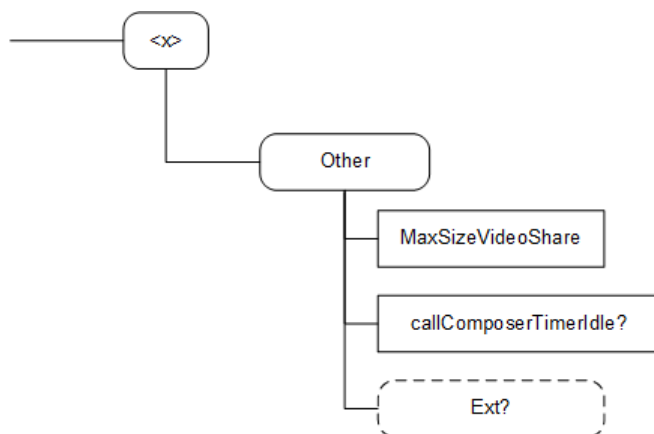 <x>
Other
MaxSizeVideoShare
callComposerTimerIdle?
Ext?